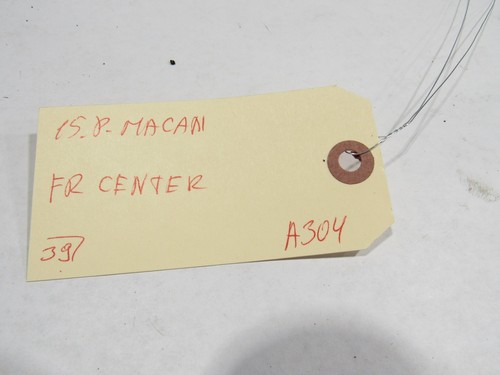 15-P-MACAN
FR CENTER
397
A304